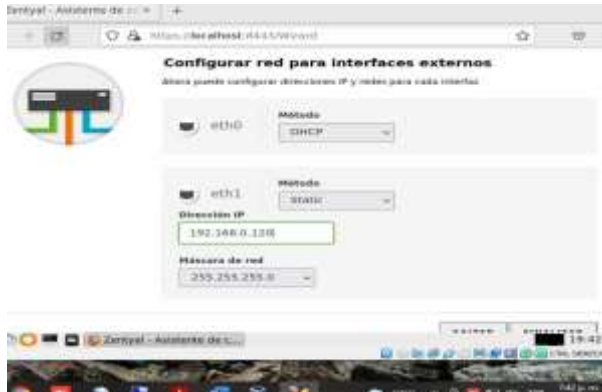 Zentyal - Asistente de
https://localhost:8443/Wizard
Configurar red para interfaces externos
Ahora puede configurar direcciones IP y redes para cada interfaz
eth0
Método
DHCP
eth1
Método
Static
Dirección IP
192.168.0.120
Máscara de red
255.255.255.0
Zentyal - Asistente de c...
19:42